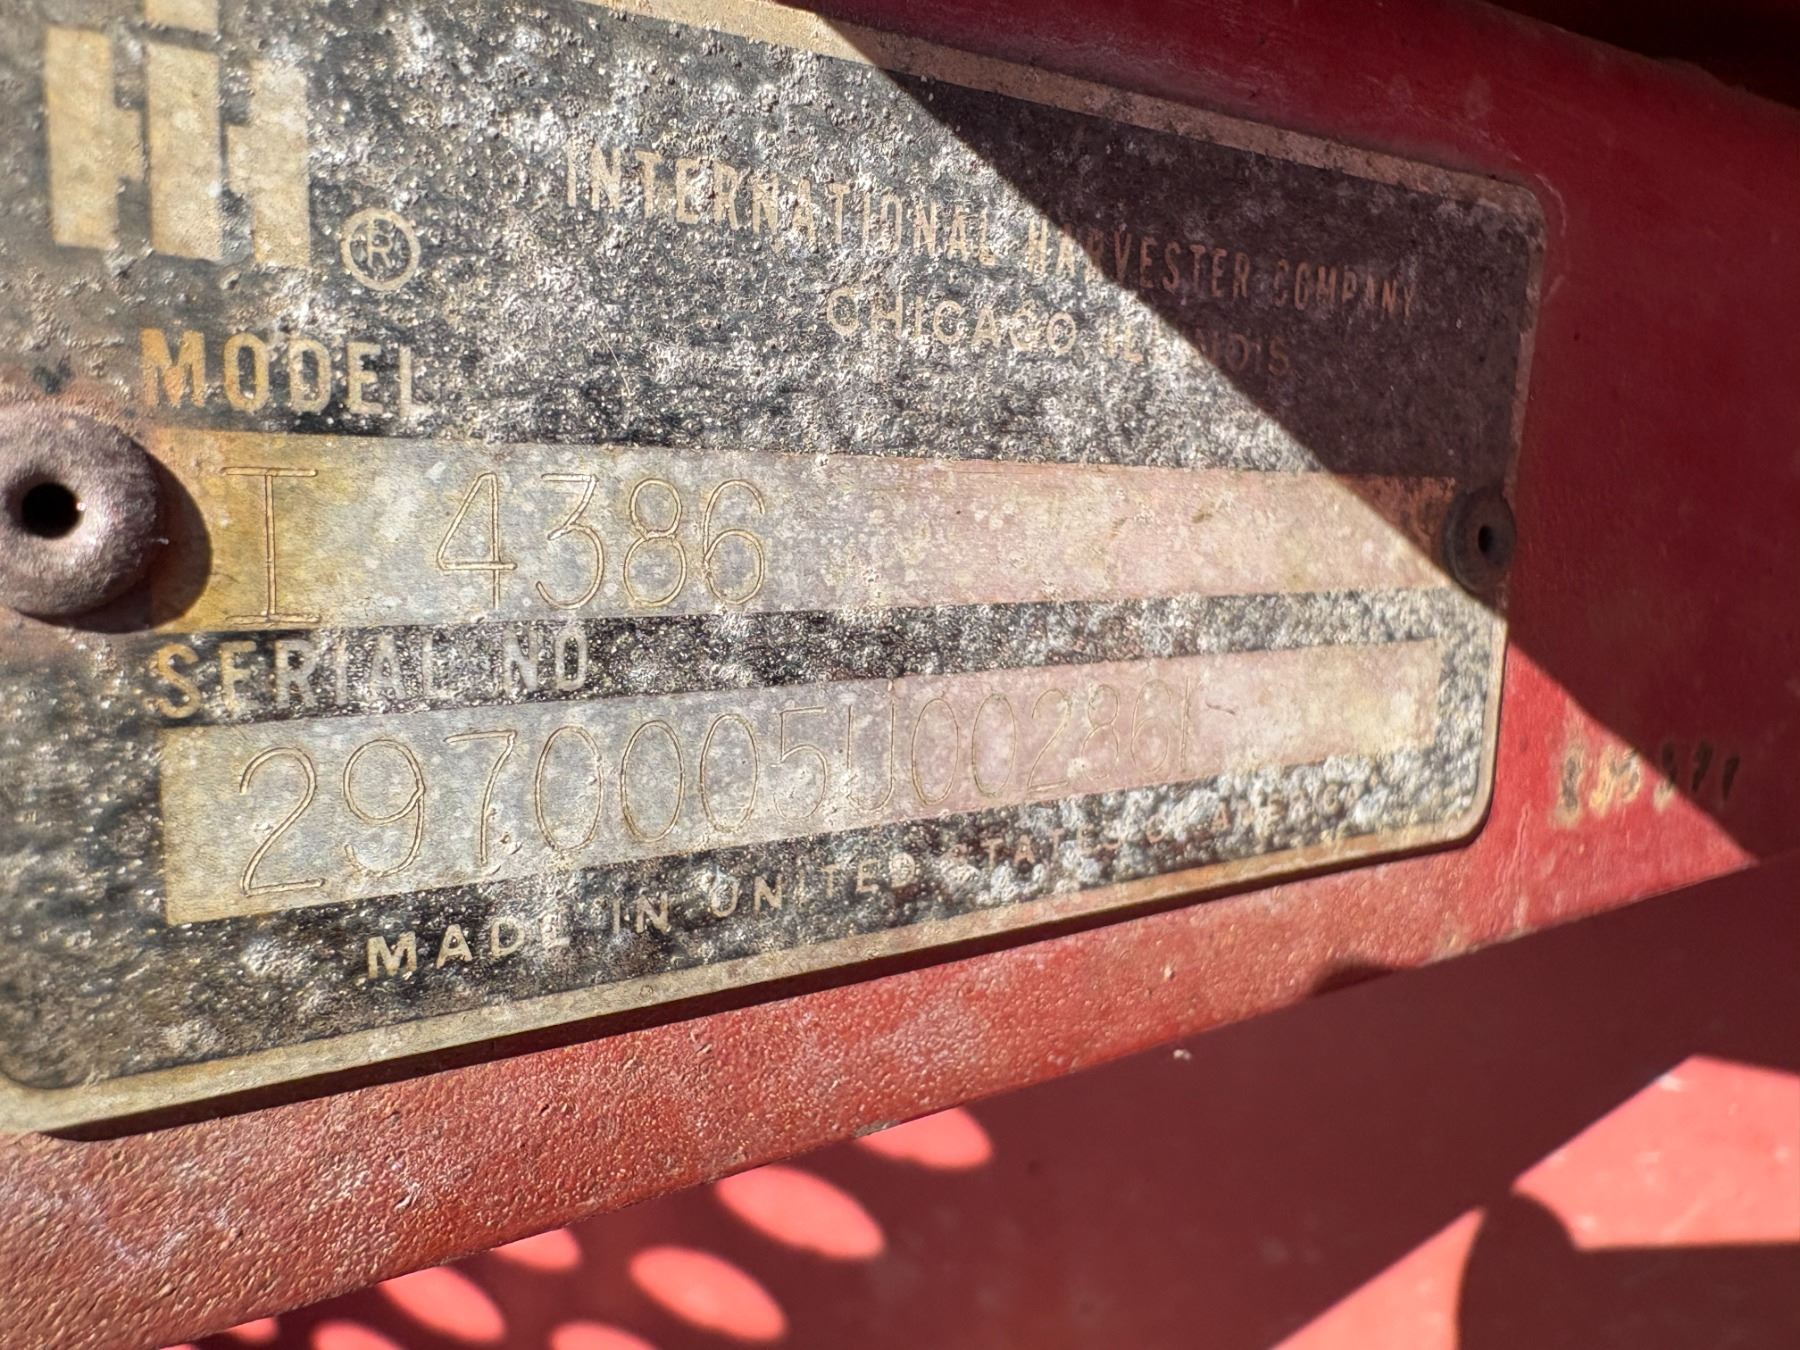 IH ®
INTERNATIONAL HARVESTER COMPANY
CHICAGO, ILLINOIS
MODEL
I 4386
SERIAL NO
2970005U002861
MADE IN UNITED STATES OF AMERICA